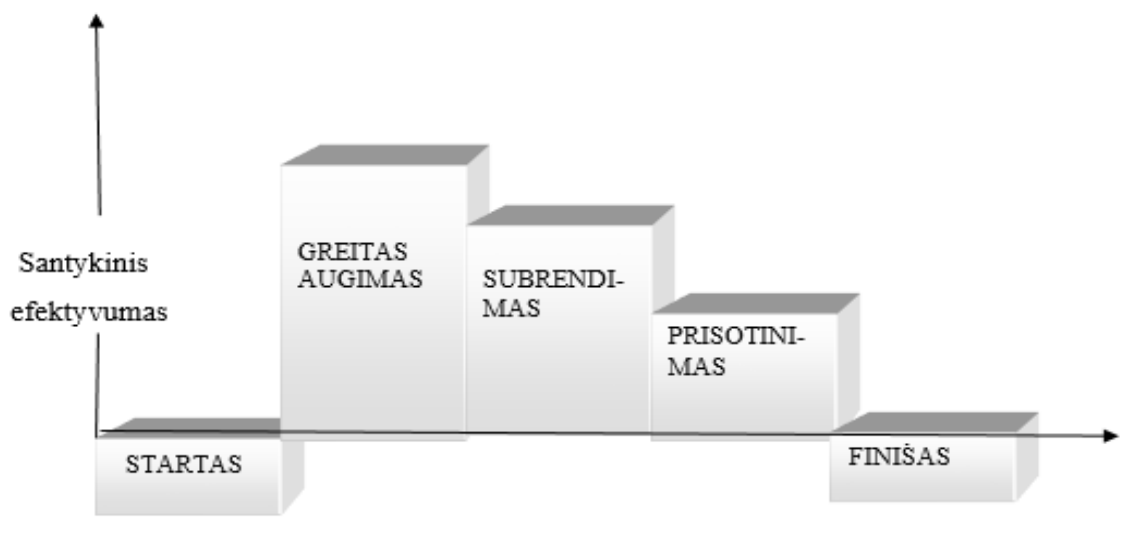 Santykinis
efektyvumas
STARTAS
GREITAS
AUGIMAS
SUBRENDI-
MAS
PRISOTINI-
MAS
FINIŠAS